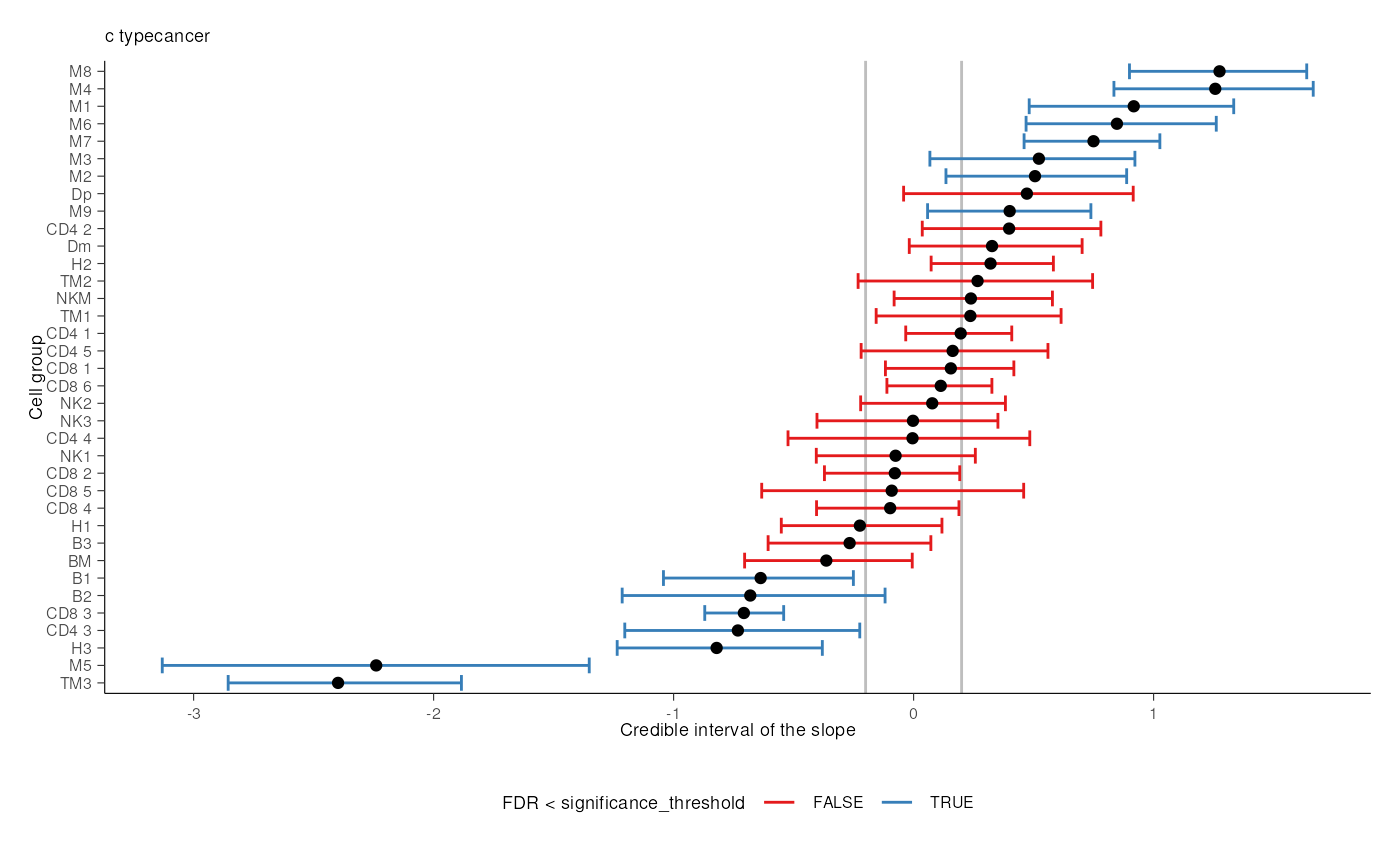 c typecancer
M8
M4
M1
M6
M7
M3
M2
Dp
M9
CD4 2
Dm
H2
TM2
NKM
TM1
CD4 1
CD4 5
CD8 1
CD8 6
NK2
NK3
CD4 4
NK1
CD8 2
CD8 5
CD8 4
H1
B3
BM
B1
B2
CD8 3
CD4 3
H3
M5
TM3
Cell group
-3 -2 -1 0 1
Credible interval of the slope
FDR < significance_threshold FALSE TRUE